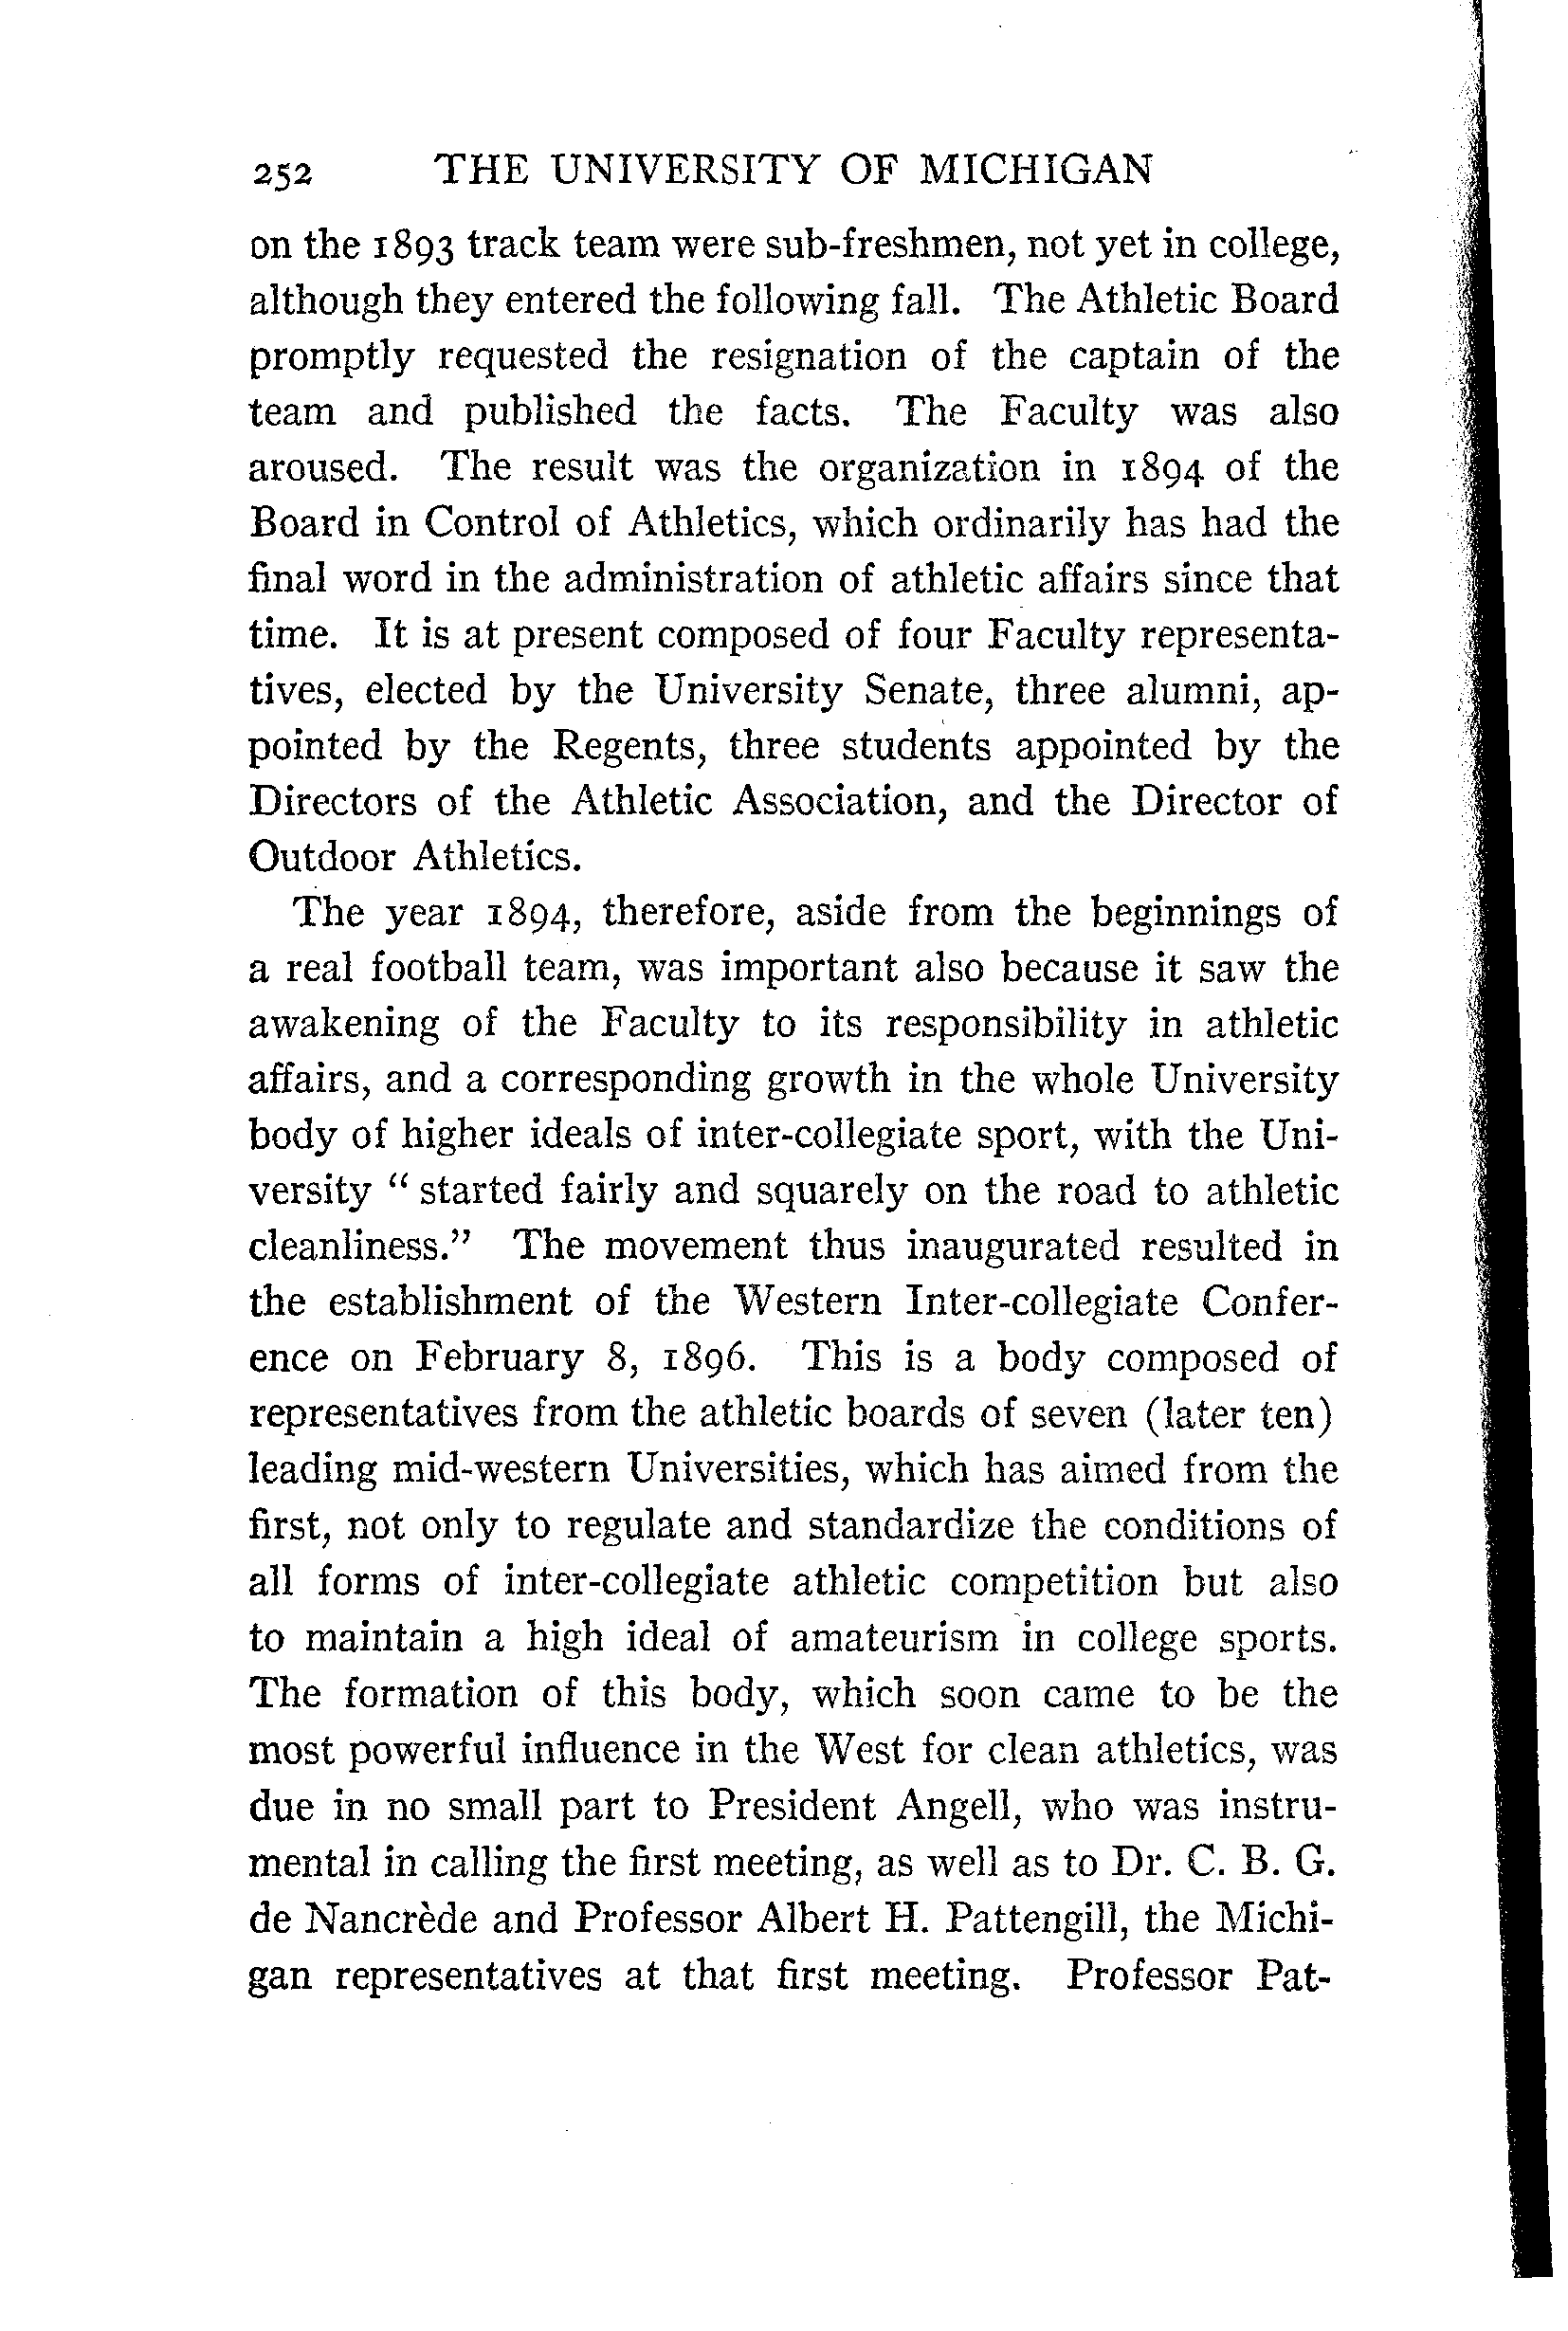 252 THE UNIVERSITY OF MICHIGAN
on the 1893 track team were sub-freshmen, not yet in college,
although they entered the following fall. The Athletic Board
promptly requested the resignation of the captain of the
team and published the facts. The Faculty was also
aroused. The result was the organization in 1894 of the
Board in Control of Athletics, which ordinarily has had the
final word in the administration of athletic affairs since that
time. It is at present composed of four Faculty representa-
tives, elected by the University Senate, three alumni, ap-
pointed by the Regents, three students appointed by the
Directors of the Athletic Association, and the Director of
Outdoor Athletics.
The year 1894, therefore, aside from the beginnings of
a real football team, was important also because it saw the
awakening of the Faculty to its responsibility in athletic
affairs, and a corresponding growth in the whole University
body of higher ideals of inter-collegiate sport, with the Uni-
versity " started fairly and squarely on the road to athletic
cleanliness." The movement thus inaugurated resulted in
the establishment of the Western Inter-collegiate Confer-
ence on February 8, 1896. This is a body composed of
representatives from the athletic boards of seven (later ten)
leading mid-western Universities, which has aimed from the
first, not only to regulate and standardize the conditions of
all forms of inter-collegiate athletic competition but also
to maintain a high ideal of amateurism in college sports.
The formation of this body, which soon came to be the
most powerful influence in the West for clean athletics, was
due in no small part to President Angell, who was instru-
mental in calling the first meeting, as well as to Dr. C. B. G.
de Nancrède and Professor Albert H. Pattengill, the Michi-
gan representatives at that first meeting. Professor Pat-